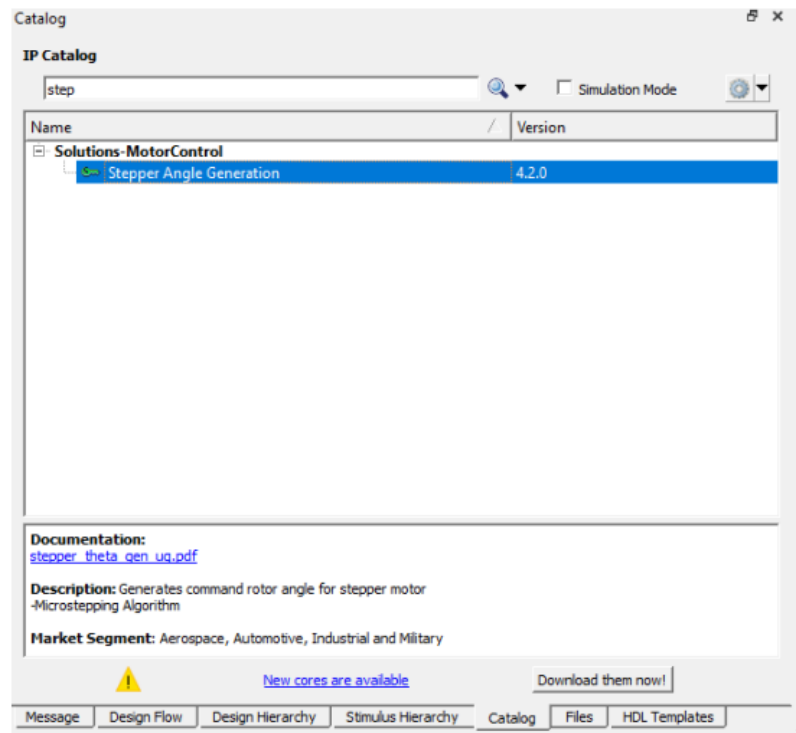 Catalog
IP Catalog
step
Simulation Mode
Name Version
Solutions-MotorControl
Stepper Angle Generation 4.2.0
Documentation:
stepper_theta_gen_ug.pdf
Description: Generates command rotor angle for stepper motor
-Microstepping Algorithm
Market Segment: Aerospace, Automotive, Industrial and Military
New cores are available Download them now!
Message Design Flow Design Hierarchy Stimulus Hierarchy Catalog Files HDL Templates